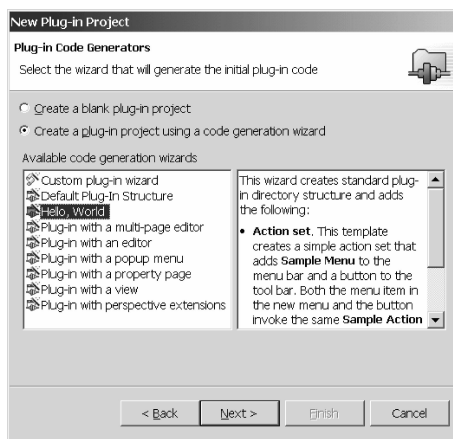 New Plug-in Project
Plug-in Code Generators
Select the wizard that will generate the initial plug-in code
Create a blank plug-in project
Create a plug-in project using a code generation wizard
Available code generation wizards
Custom plug-in wizard
Default Plug-In Structure
Hello, World
Plug-in with a multi-page editor
Plug-in with an editor
Plug-in with a popup menu
Plug-in with a property page
Plug-in with a view
Plug-in with perspective extensions
This wizard creates standard plug-
in directory structure and adds
the following:
• Action set. This template
creates a simple action set that
adds Sample Menu to the
menu bar and a button to the
tool bar. Both the menu item in
the new menu and the button
invoke the same Sample Action
< Back
Next >
Finish
Cancel